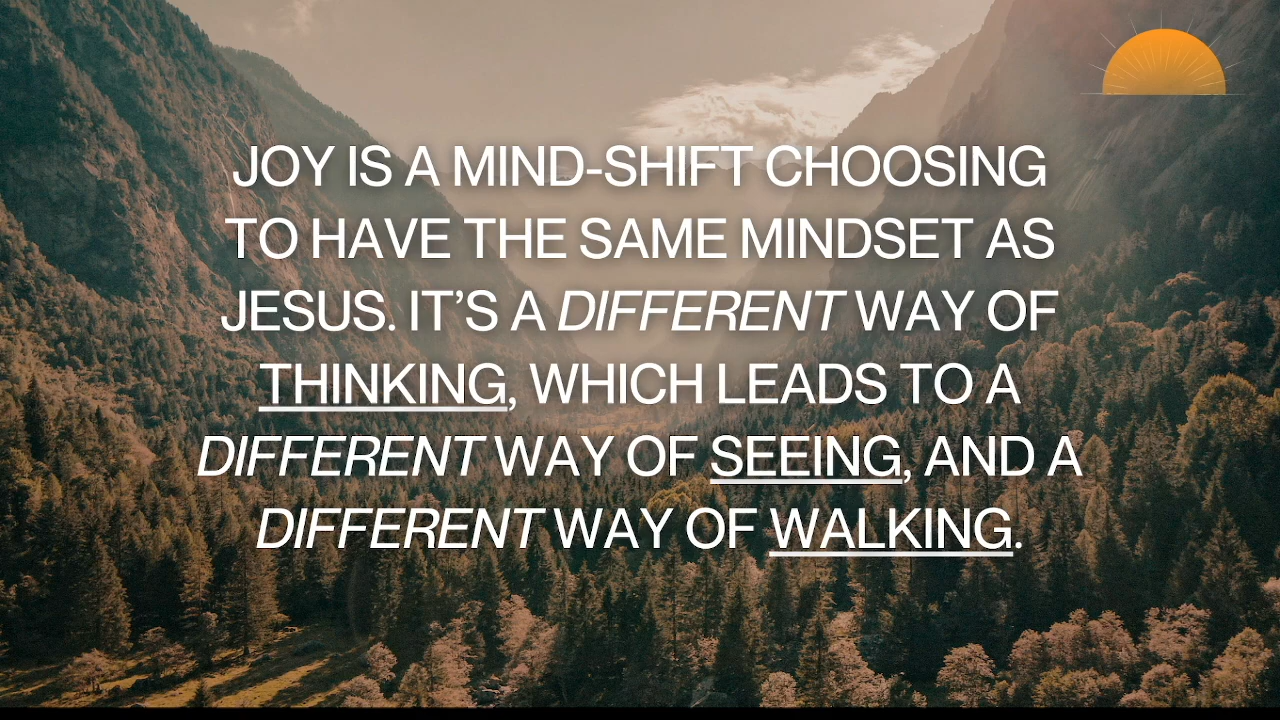 JOY IS A MIND-SHIFT CHOOSING
TO HAVE THE SAME MINDSET AS
JESUS. IT’S A DIFFERENT WAY OF
THINKING, WHICH LEADS TO A
DIFFERENT WAY OF SEEING, AND A
DIFFERENT WAY OF WALKING.